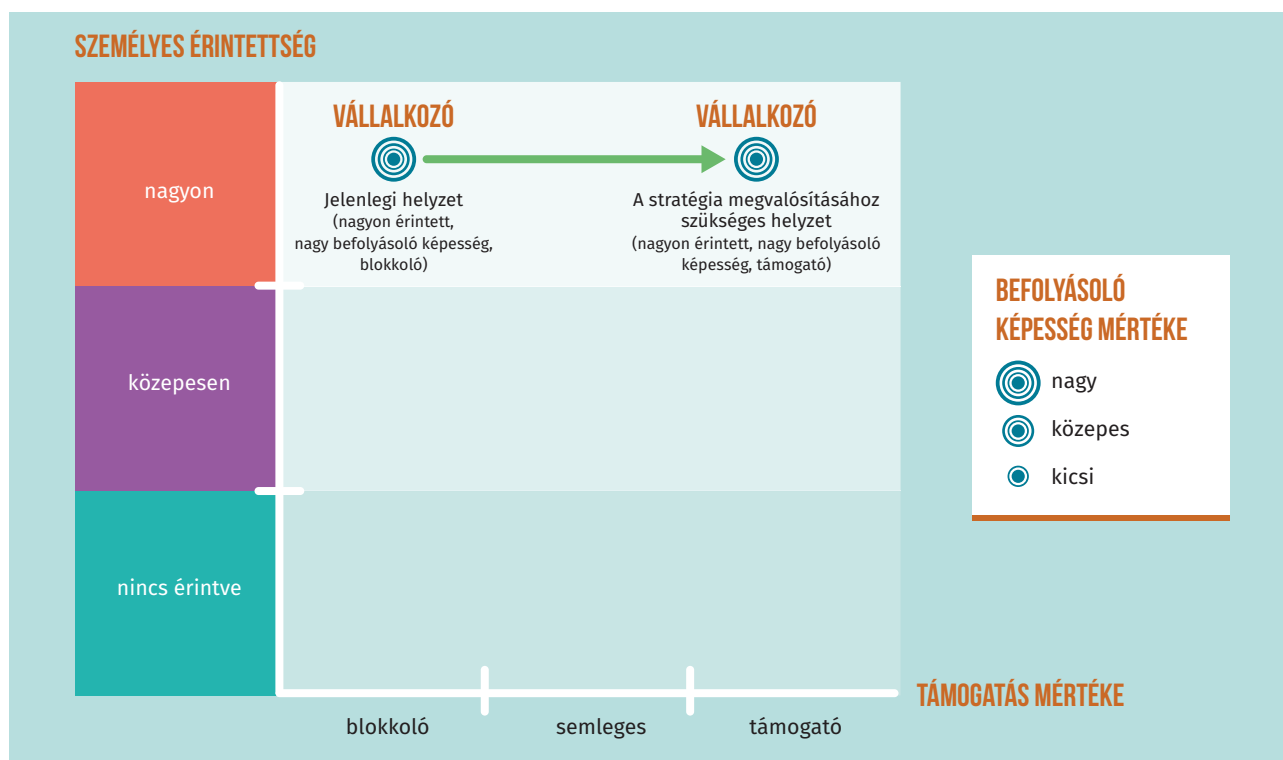 SZEMÉLYES ÉRINTETTSÉG
nagyon
közepesen
nincs érintve
VÁLLALKOZÓ
Jelenlegi helyzet
(nagyon érintett,
nagy befolyásoló képesség,
blokkoló)
VÁLLALKOZÓ
A stratégia megvalósításához
szükséges helyzet
(nagyon érintett, nagy befolyásoló
képesség, támogató)
BEFOLYÁSOLÓ
KÉPESSÉG MÉRTÉKE
nagy
közepes
kicsi
blokkoló
semleges
támogató
TÁMOGATÁS MÉRTÉKE